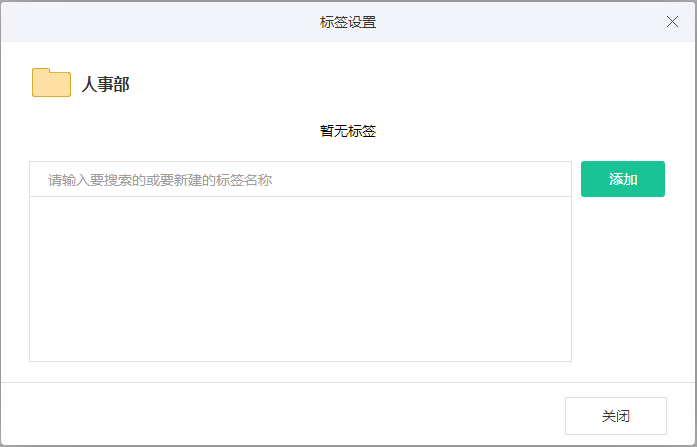 标签设置
人事部
暂无标签
请输入要搜索的或要新建的标签名称
添加
关闭